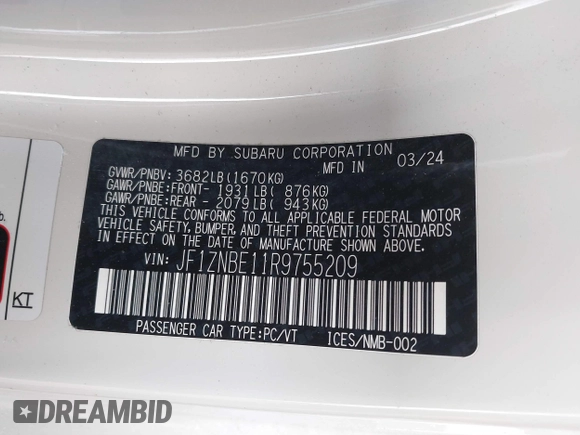 MFD BY SUBARU CORPORATION
MFD IN 03/24
GVWR/PNBV: 3682LB(1670KG)
GAWR/PNBE:FRONT- 1931LB( 876KG)
GAWR/PNBE:REAR - 2079LB( 943KG)
THIS VEHICLE CONFORMS TO ALL APPLICABLE FEDERAL MOTOR
VEHICLE SAFETY, BUMPER, AND THEFT PREVENTION STANDARDS
IN EFFECT ON THE DATE OF MANUFACTURE SHOWN ABOVE.
VIN: JF1ZNBE11R9755209
PASSENGER CAR TYPE:PC/VT ICES/NMB-002
b.
KT
DREAMBID